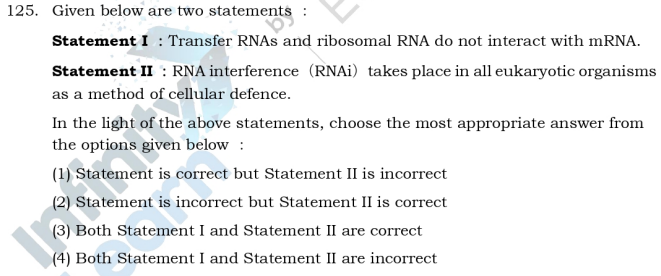 125. Given below are two statements :
Statement I : Transfer RNAs and ribosomal RNA do not interact with mRNA.
Statement II : RNA interference (RNAi) takes place in all eukaryotic organisms
as a method of cellular defence.
In the light of the above statements, choose the most appropriate answer from
the options given below :
(1) Statement is correct but Statement II is incorrect
(2) Statement is incorrect but Statement II is correct
(3) Both Statement I and Statement II are correct
(4) Both Statement I and Statement II are incorrect
Infinity
Learn
by